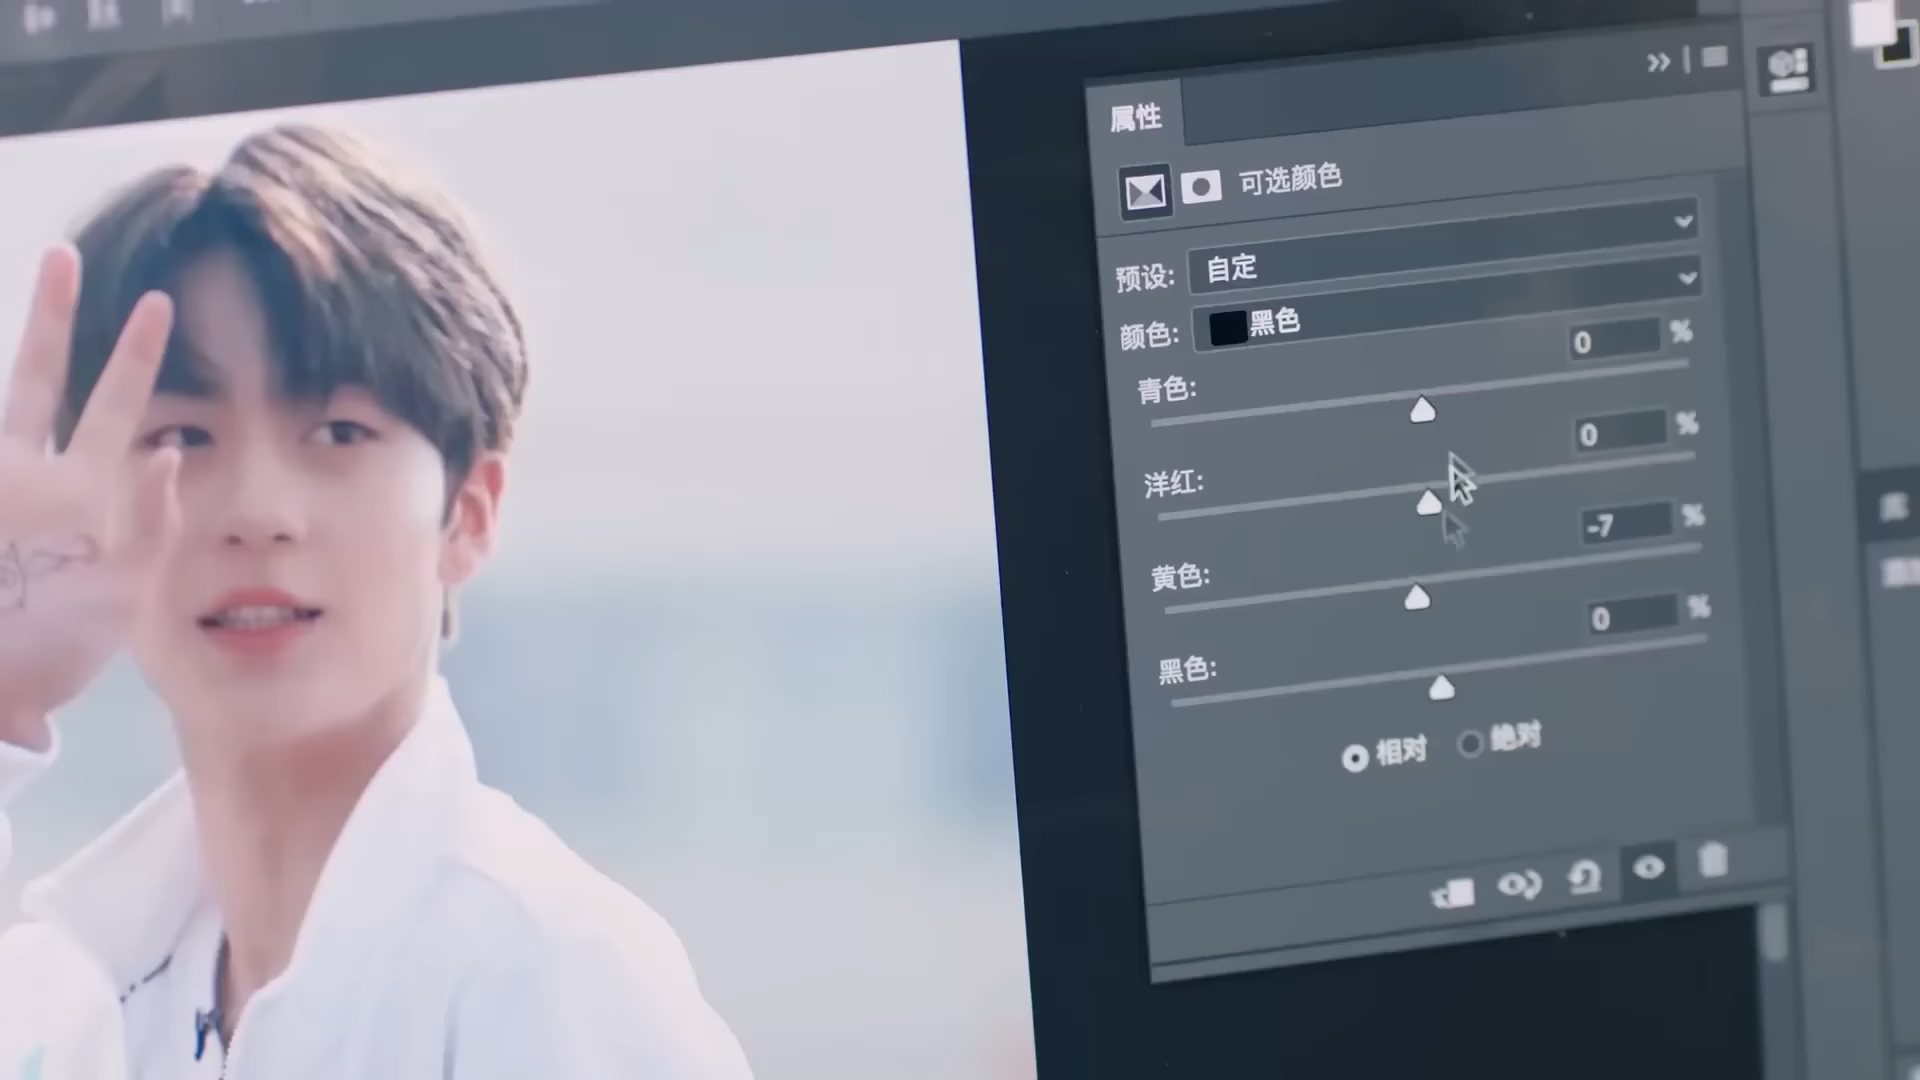 属性
可选颜色
预设: 自定
颜色: 黑色
青色: 0 %
洋红: 0 %
黄色: -7 %
黑色: 0 %
相对 绝对